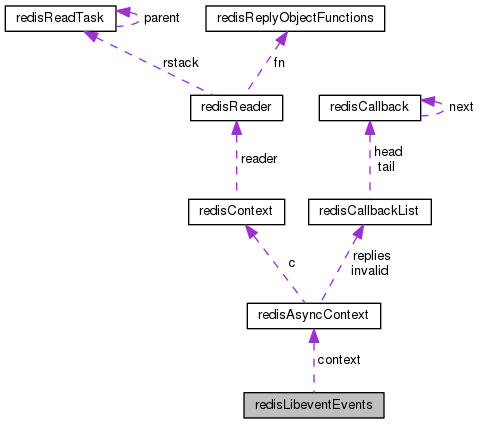 redisReadTask
parent
redisReplyObjectFunctions
rstack
fn
redisReader
redisCallback
next
reader
head
tail
redisContext
redisCallbackList
c
replies
invalid
redisAsyncContext
context
redisLibeventEvents